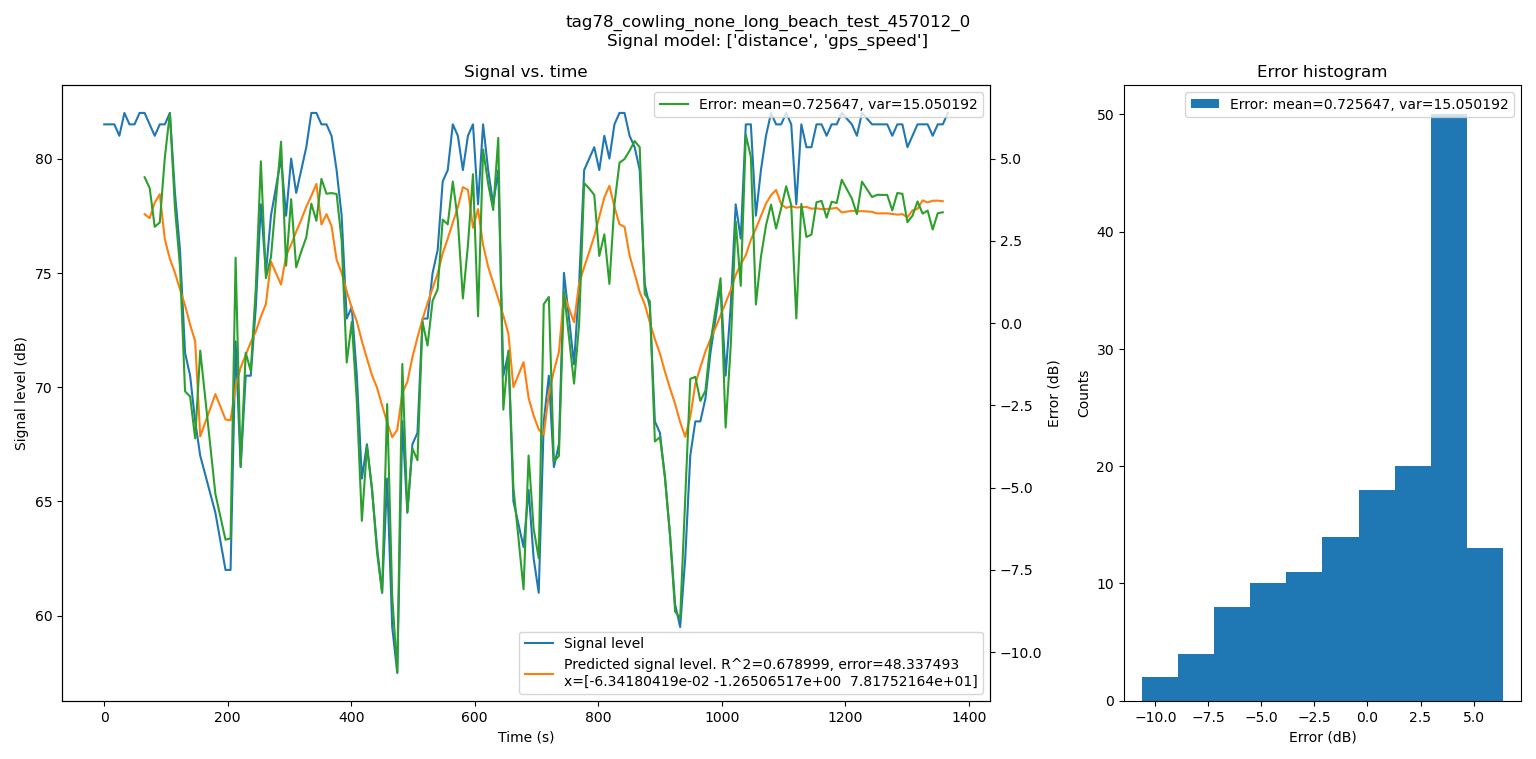 tag78_cowling_none_long_beach_test_457012_0
Signal model: ['distance', 'gps_speed']
Signal vs. time
Error: mean=0.725647, var=15.050192
80
75
70
65
60
Signal level (dB)
5.0
2.5
0.0
−2.5
−5.0
−7.5
−10.0
Error (dB)
Signal level
Predicted signal level. R^2=0.678999, error=48.337493
x=[-6.34180419e-02 -1.26506517e+00  7.81752164e+01]
0 200 400 600 800 1000 1200 1400
Time (s)
Error histogram
Error: mean=0.725647, var=15.050192
50
40
30
20
10
0
Counts
−10.0 −7.5 −5.0 −2.5 0.0 2.5 5.0
Error (dB)